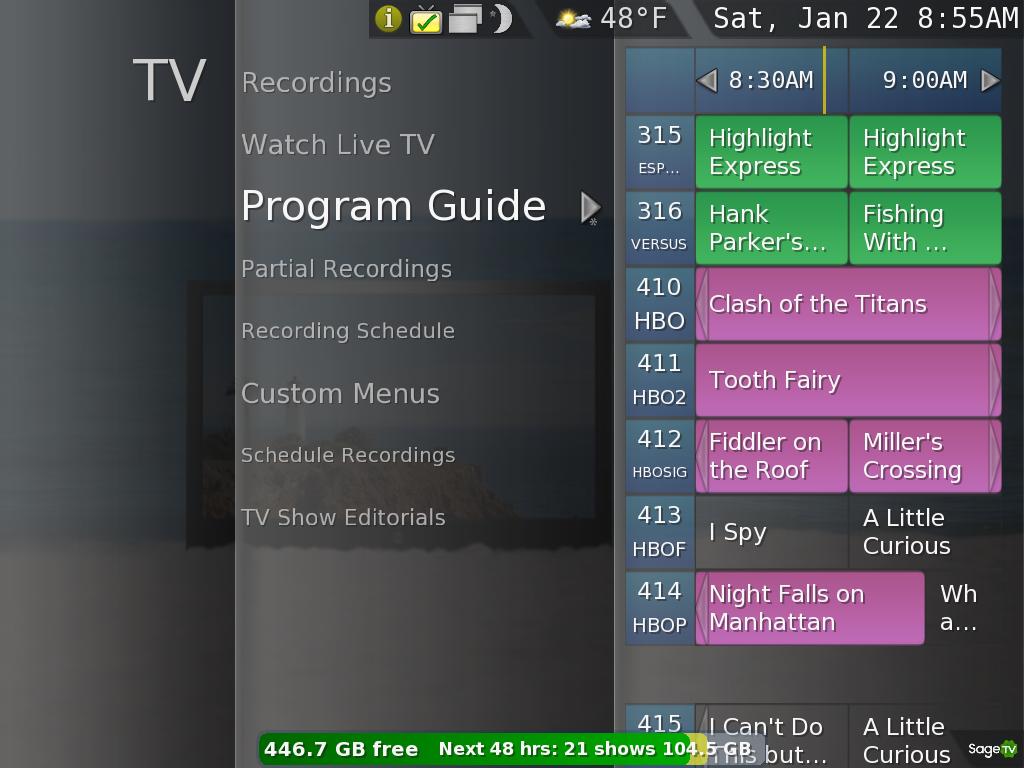 48°F
Sat, Jan 22 8:55AM
TV
Recordings
Watch Live TV
Program Guide
Partial Recordings
Recording Schedule
Custom Menus
Schedule Recordings
TV Show Editorials
8:30AM
9:00AM
315
ESP...
Highlight
Express
Highlight
Express
316
VERSUS
Hank
Parker's...
Fishing
With ...
410
HBO
Clash of the Titans
411
HBO2
Tooth Fairy
412
HBOSIG
Fiddler on
the Roof
Miller's
Crossing
413
HBOF
I Spy
A Little
Curious
414
HBOP
Night Falls on
Manhattan
Wh
a...
415
I Can't Do
This but...
A Little
Curious
446.7 GB free
Next 48 hrs: 21 shows 104.5 GB
SageTV